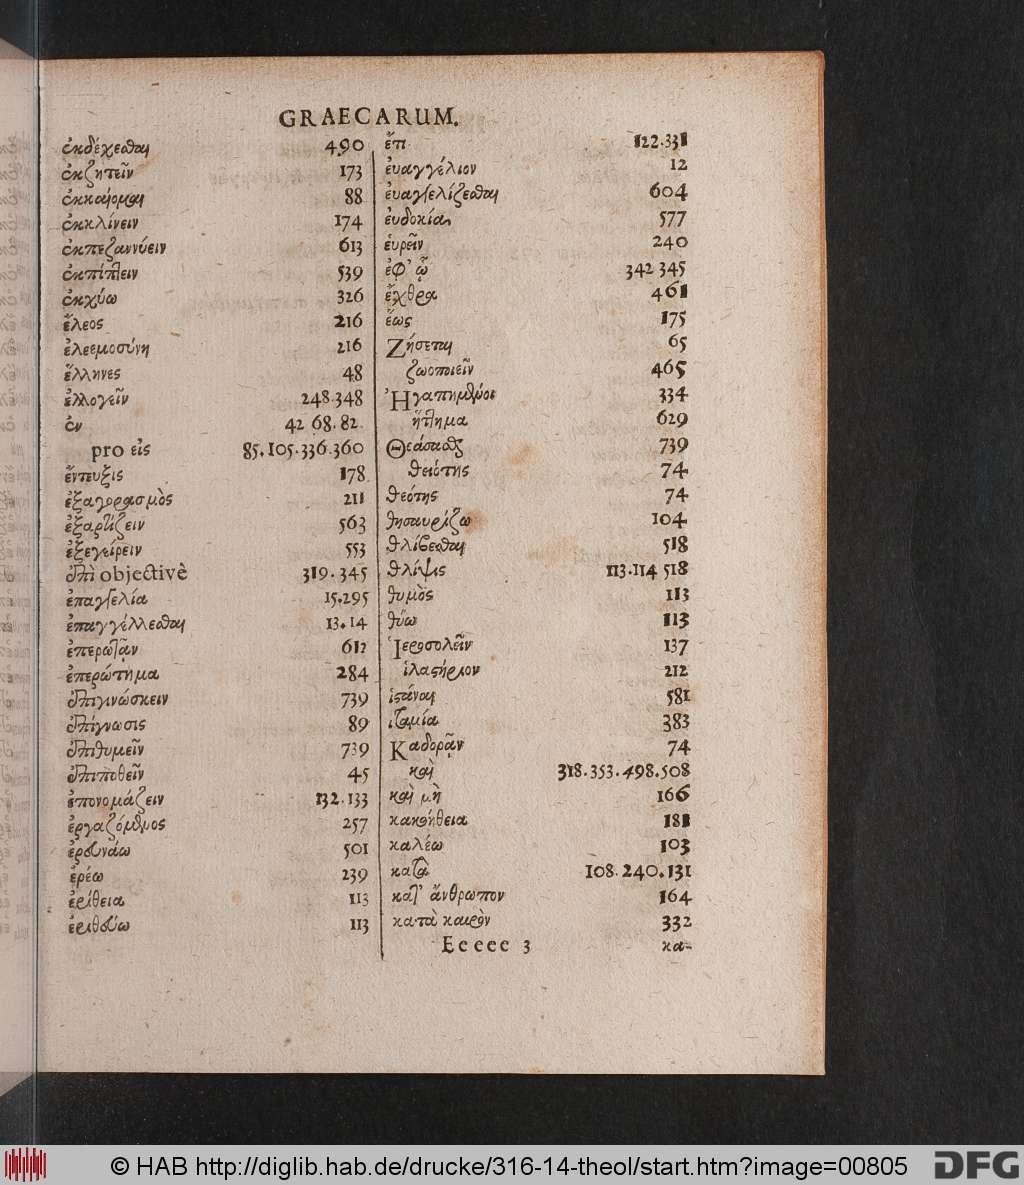 GRAECARUM.
ἐκδέχεσθαι 490
ἐκζητεῖν 173
ἐκκαίομαι 88
ἐκκλίνειν 174
ἐκπεζαννύειν 613
ἐκπίπτειν 539
ἐκχύω 326
ἔλεος 216
ἐλεεμοσύνη 216
ἕλληνες 48
ἐλλογεῖν 248.348
ἐν 42 68.82.
pro εἰς 85.105.336.360
ἔντευξις 178
ἐξαγορασμὸς 211
ἐξαρτίζειν 563
ἐξεγείρειν 553
ἐπὶ objectivè 319.345
ἐπαγγελία 15.295
ἐπαγγέλλεσθαι 13.14
ἐπερωτᾷν 612
ἐπερώτημα 284
ἐπιγινώσκειν 739
ἐπίγνωσις 89
ἐπιθυμεῖν 739
ἐπιποθεῖν 45
ἐπονομάζειν 132.133
ἐργαζόμενος 257
ἐρευνάω 501
ἐρέω 239
ἐρίθεια 113
ἐριθεύω 113
ἔπι 122.331
ἐυαγγέλιον 12
ἐυαγγελίζεσθαι 604
ἐυδοκία 577
ἑυρεῖν 240
ἐφ' ᾧ 342 345
ἔχθρα 461
ἕως 175
Ζήσεται 65
ζωοποιεῖν 465
Ἠγαπημένοι 334
ἥττημα 629
Θεάσασθαι 739
θειότης 74
θεότης 74
θησαυρίζω 104
θλίβεσθαι 518
θλίψις 113.114 518
θυμὸς 113
θύω 113
Ἱεροσολεῖν 137
ἱλαστήριον 212
ἱστάναι 581
ἰταμία 383
Καθορᾷν 74
καὶ 318.353.498.508
καὶ μὴ 166
κακοήθεια 181
καλέω 103
κατὰ 108.240.131
κατ' ἄνθρωπον 164
κατὰ καιρὸν 332
Eeeee 3 κα-
© HAB http://diglib.hab.de/drucke/316-14-theol/start.htm?image=00805
DFG